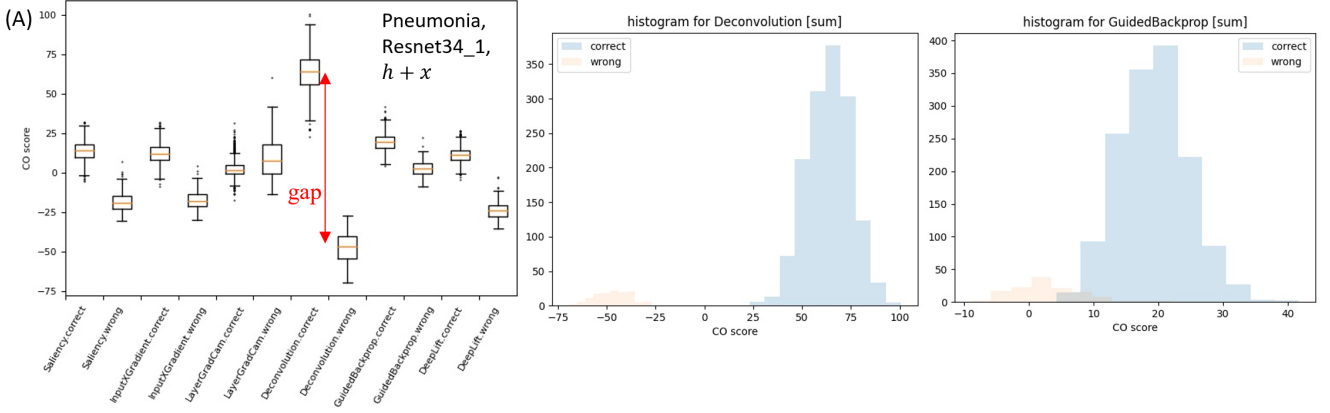 (A)
100
75
50
25
0
−25
−50
−75
CO score
Pneumonia,
Resnet34_1,
h + x
gap
Saliency.correct
Saliency.wrong
InputXGradient.correct
InputXGradient.wrong
LayerGradCam.correct
LayerGradCam.wrong
Deconvolution.correct
Deconvolution.wrong
GuidedBackprop.correct
GuidedBackprop.wrong
DeepLift.correct
DeepLift.wrong
histogram for Deconvolution [sum]
correct
wrong
350
300
250
200
150
100
50
0
−75
−50
−25
0
25
50
75
100
CO score
histogram for GuidedBackprop [sum]
correct
wrong
400
350
300
250
200
150
100
50
0
−10
0
10
20
30
40
CO score